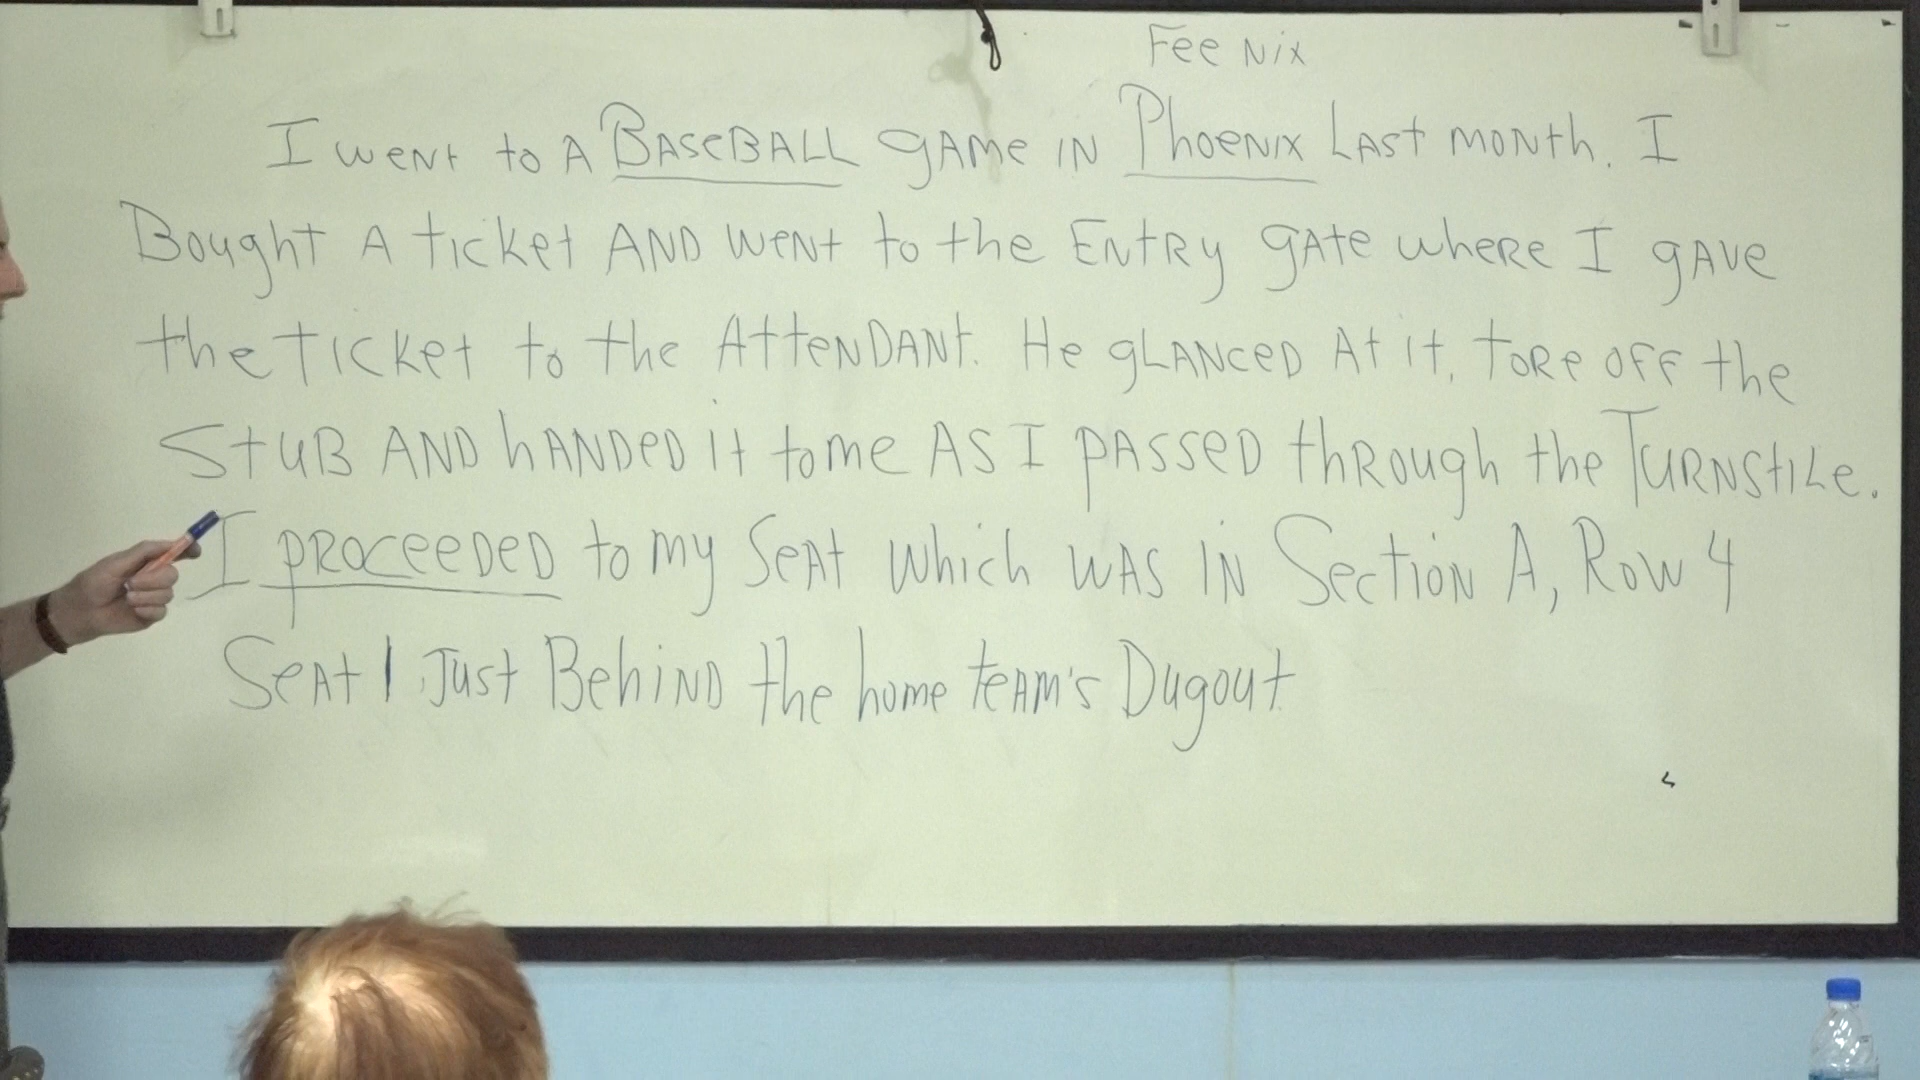 Fee Nix
I went to A BASeBALL gAMe IN PhoeNix LAst moNth. I
Bought A ticket AND weNt to the ENtRy gAte wheRe I gAve
the ticket to the AtteNDANt. He gLANceD At it, toRe off the
StuB AND hANDeD it to me AS I pASSeD thRough the TuRNStiLe.
I pRoceeDeD to my SeAt which wAS iN SectioN A, Row 4
SeAt 1 Just BehiND the home teAm's Dugout.